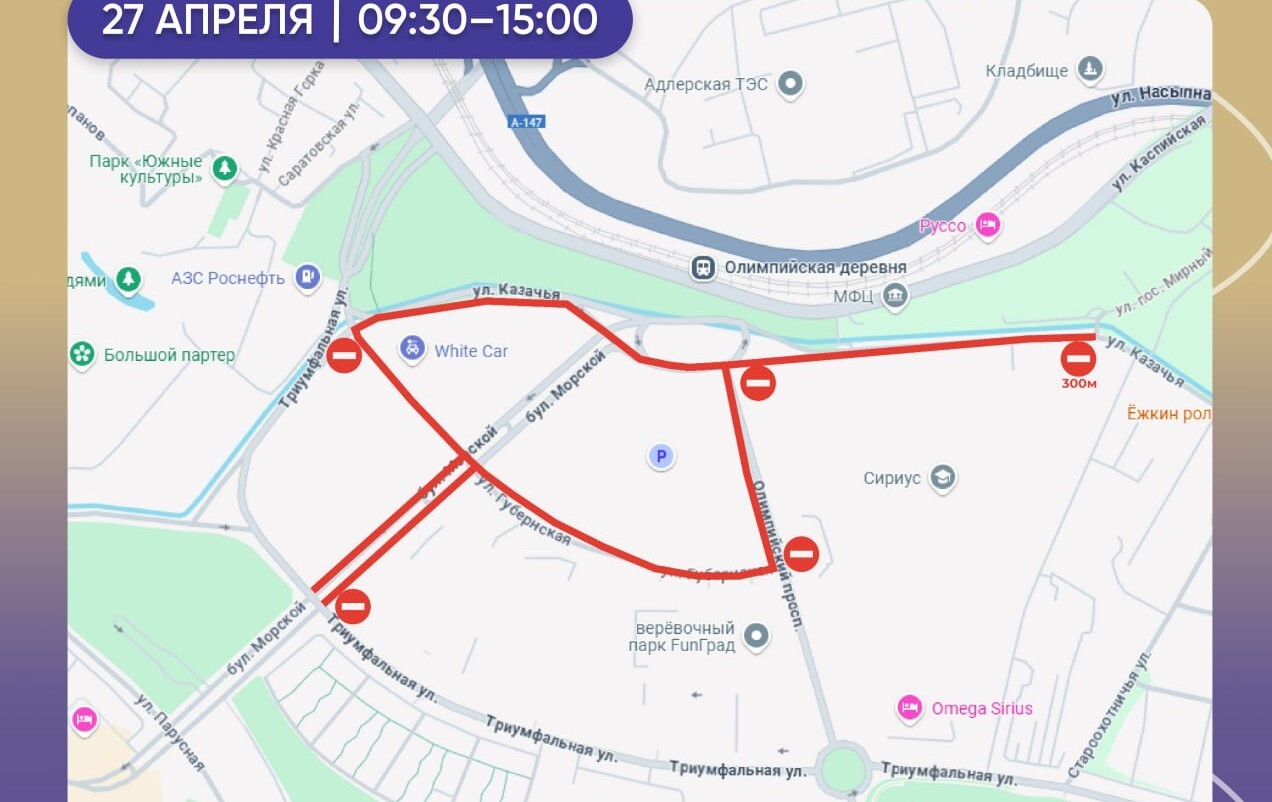 27 АПРЕЛЯ | 09:30–15:00
Адлерская ТЭС
Кладбище
ул. Насыпна
А-147
ул. Красная Горка
Саратовская ул.
ул. Каспийская
Парк «Южные
культуры»
Руссо
Олимпийская деревня
АЗС Роснефть
дями
МФЦ
ул. пос. Мирный
ул. Казачья
Триумфальная ул.
White Car
Большой партер
бул. Морской
ул. Казачья
300м
Ёжкин рол
бул. Морской
P
Сириус
ул. Губернская
Олимпийский просп.
ул. Губернская
бул. Морской
Триумфальная ул.
верёвочный
парк FunГрад
ул. Парусная
Omega Sirius
Староохотничья ул.
Триумфальная ул.
Триумфальная ул.
Триумфальная ул.